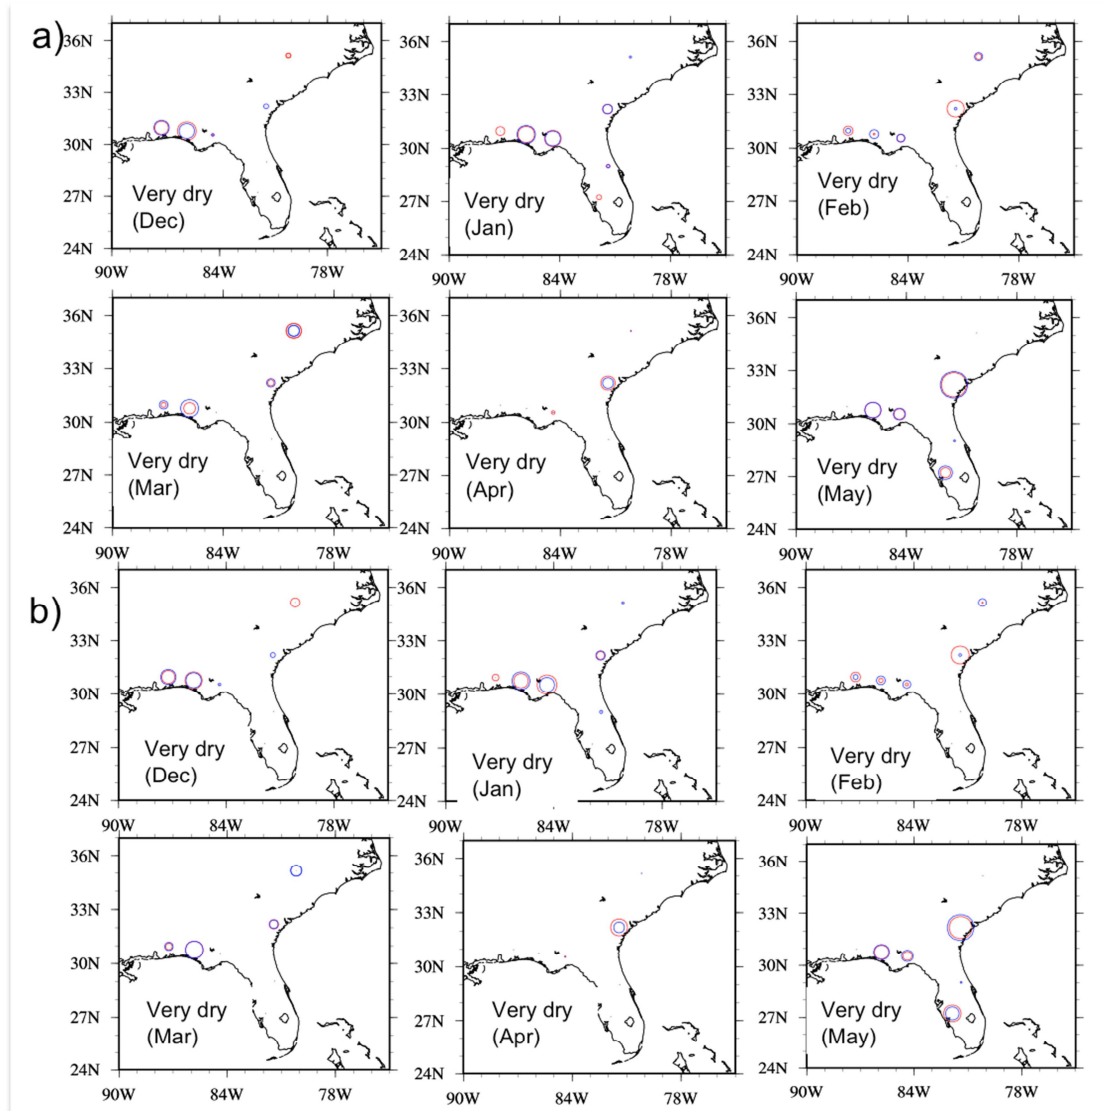 a)
36N
33N
30N
27N
24N
Very dry
(Dec)
90W 84W 78W
36N
33N
30N
27N
24N
Very dry
(Jan)
90W 84W 78W
36N
33N
30N
27N
24N
Very dry
(Feb)
90W 84W 78W
36N
33N
30N
27N
24N
Very dry
(Mar)
90W 84W 78W
36N
33N
30N
27N
24N
Very dry
(Apr)
90W 84W 78W
36N
33N
30N
27N
24N
Very dry
(May)
90W 84W 78W
b)
36N
33N
30N
27N
24N
Very dry
(Dec)
90W 84W 78W
36N
33N
30N
27N
24N
Very dry
(Jan)
90W 84W 78W
36N
33N
30N
27N
24N
Very dry
(Feb)
90W 84W 78W
36N
33N
30N
27N
24N
Very dry
(Mar)
90W 84W 78W
36N
33N
30N
27N
24N
Very dry
(Apr)
90W 84W 78W
36N
33N
30N
27N
24N
Very dry
(May)
90W 84W 78W